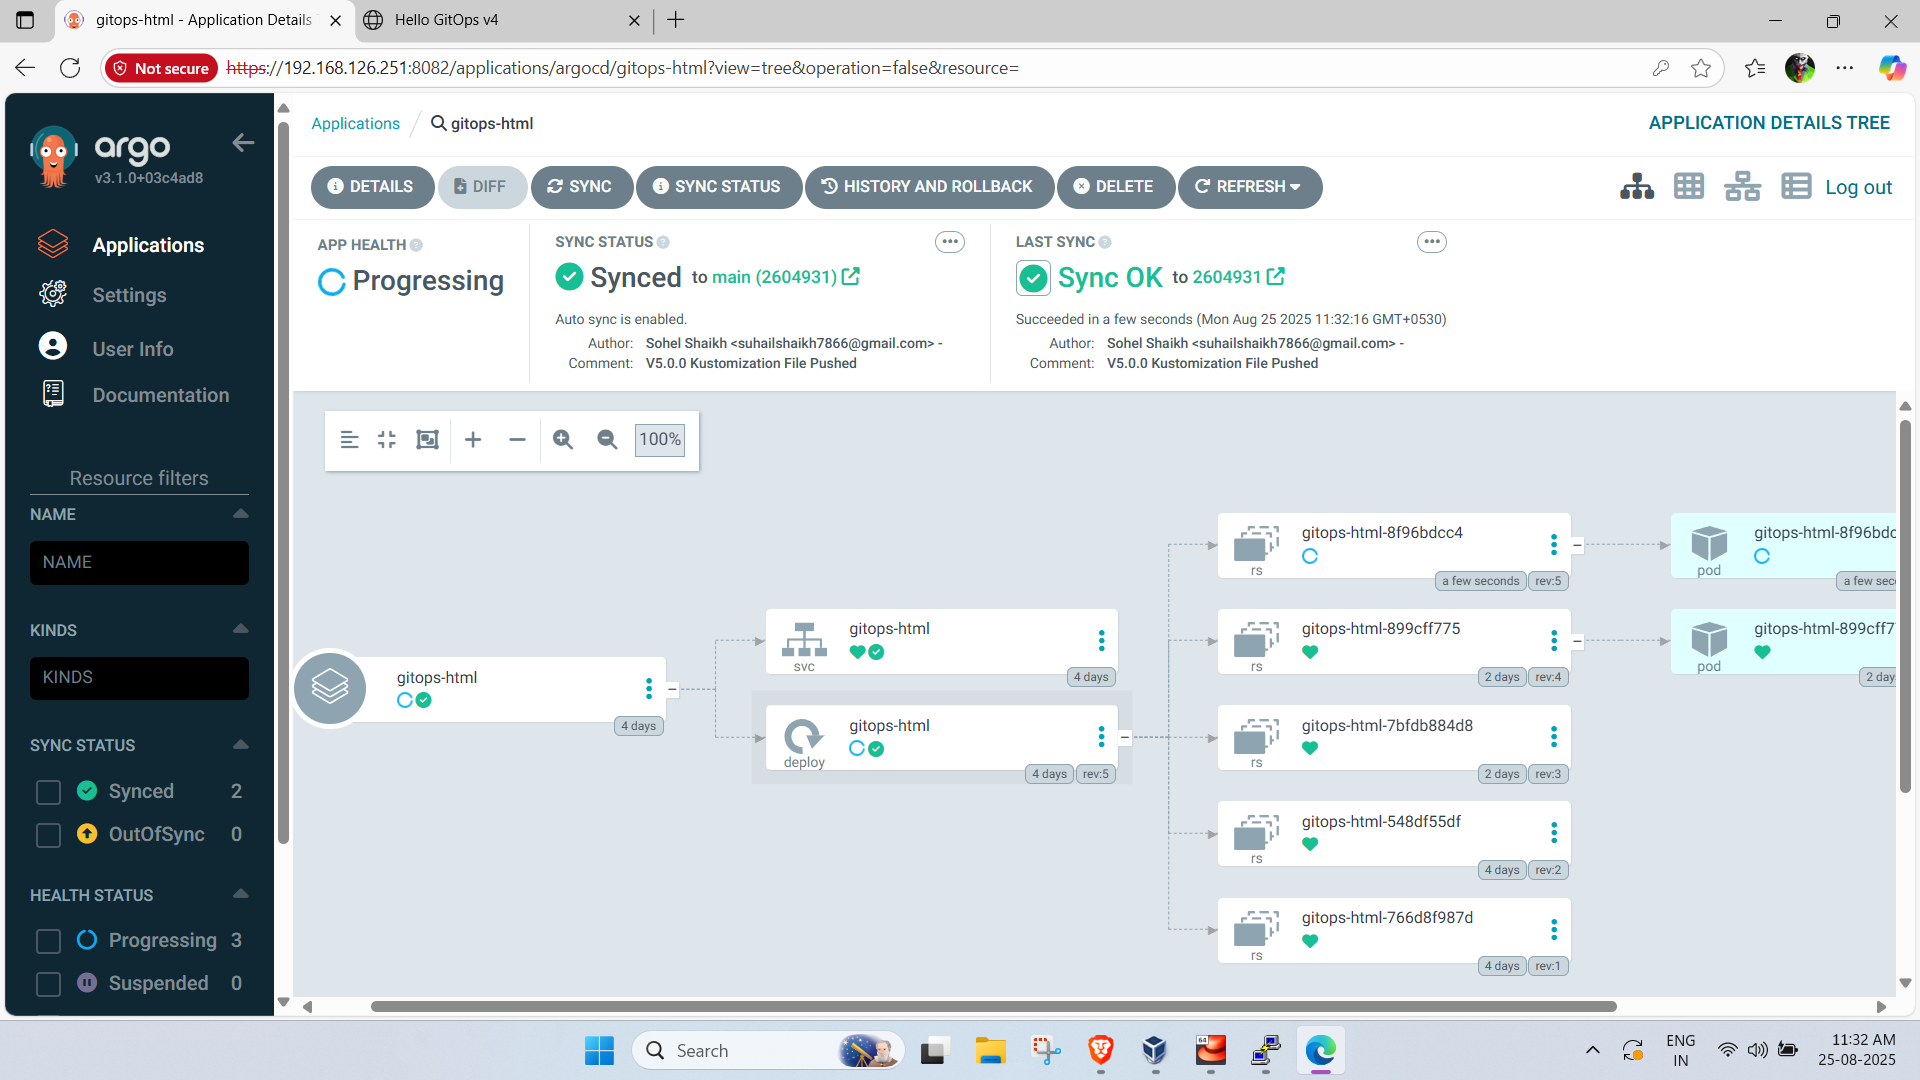 gitops-html - Application Details
Hello GitOps v4
Not secure
https://192.168.126.251:8082/applications/argocd/gitops-html?view=tree&operation=false&resource=
argo
v3.1.0+03c4ad8
Applications
Settings
User Info
Documentation
Resource filters
NAME
NAME
KINDS
KINDS
SYNC STATUS
Synced 2
OutOfSync 0
HEALTH STATUS
Progressing 3
Suspended 0
Applications / gitops-html
APPLICATION DETAILS TREE
DETAILS
DIFF
SYNC
SYNC STATUS
HISTORY AND ROLLBACK
DELETE
REFRESH
Log out
APP HEALTH
Progressing
SYNC STATUS
Synced to main (2604931)
Auto sync is enabled.
Author: Sohel Shaikh <suhailshaikh7866@gmail.com> -
Comment: V5.0.0 Kustomization File Pushed
LAST SYNC
Sync OK to 2604931
Succeeded in a few seconds (Mon Aug 25 2025 11:32:16 GMT+0530)
Author: Sohel Shaikh <suhailshaikh7866@gmail.com> -
Comment: V5.0.0 Kustomization File Pushed
100%
gitops-html
4 days
svc
gitops-html
4 days
deploy
gitops-html
4 days
rev:5
rs
gitops-html-8f96bdcc4
a few seconds
rev:5
rs
gitops-html-899cff775
2 days
rev:4
rs
gitops-html-7bfdb884d8
2 days
rev:3
rs
gitops-html-548df55df
4 days
rev:2
rs
gitops-html-766d8f987d
4 days
rev:1
pod
gitops-html-8f96bdc
a few sec
pod
gitops-html-899cff7
2 day
Search
64
ENG
IN
11:32 AM
25-08-2025